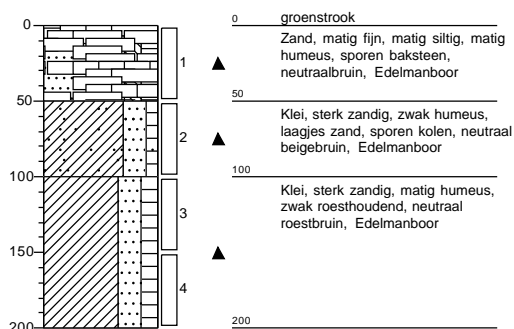 0
50
100
150
200
1
2
3
4
0 groenstrook
Zand, matig fijn, matig siltig, matig
humeus, sporen baksteen,
neutraalbruin, Edelmanboor
50
Klei, sterk zandig, zwak humeus,
laagjes zand, sporen kolen, neutraal
beigebruin, Edelmanboor
100
Klei, sterk zandig, matig humeus,
zwak roesthoudend, neutraal
roestbruin, Edelmanboor
200